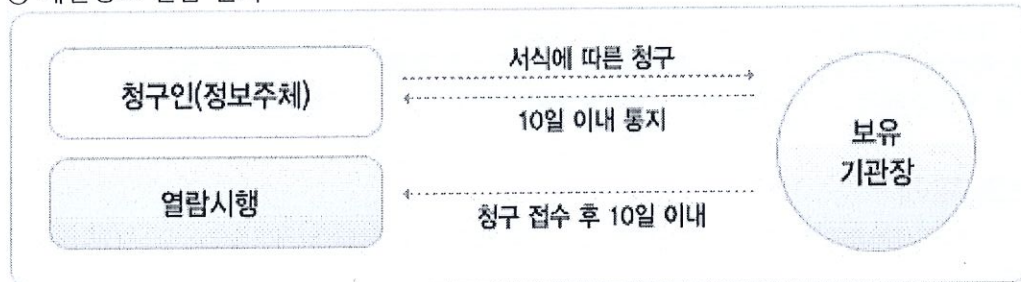 서식에 따른 청구
청구인(정보주체)
10일 이내 통지
보유
기관장
열람시행
청구 접수 후 10일 이내